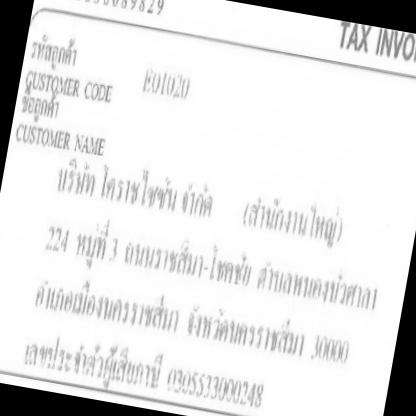 TAX INVO
รหัสลูกค้า
CUSTOMER CODE E01020
ชื่อลูกค้า
CUSTOMER NAME
บริษัท โคราชไซซัน จำกัด (สำนักงานใหญ่)
224 หมู่ที่ 3 ถนนราชสีมา-โชคชัย ตำบลหนองบัวศาลา
อำเภอเมืองนครราชสีมา จังหวัดนครราชสีมา 30000
เลขประจำตัวผู้เสียภาษี 0305533000248